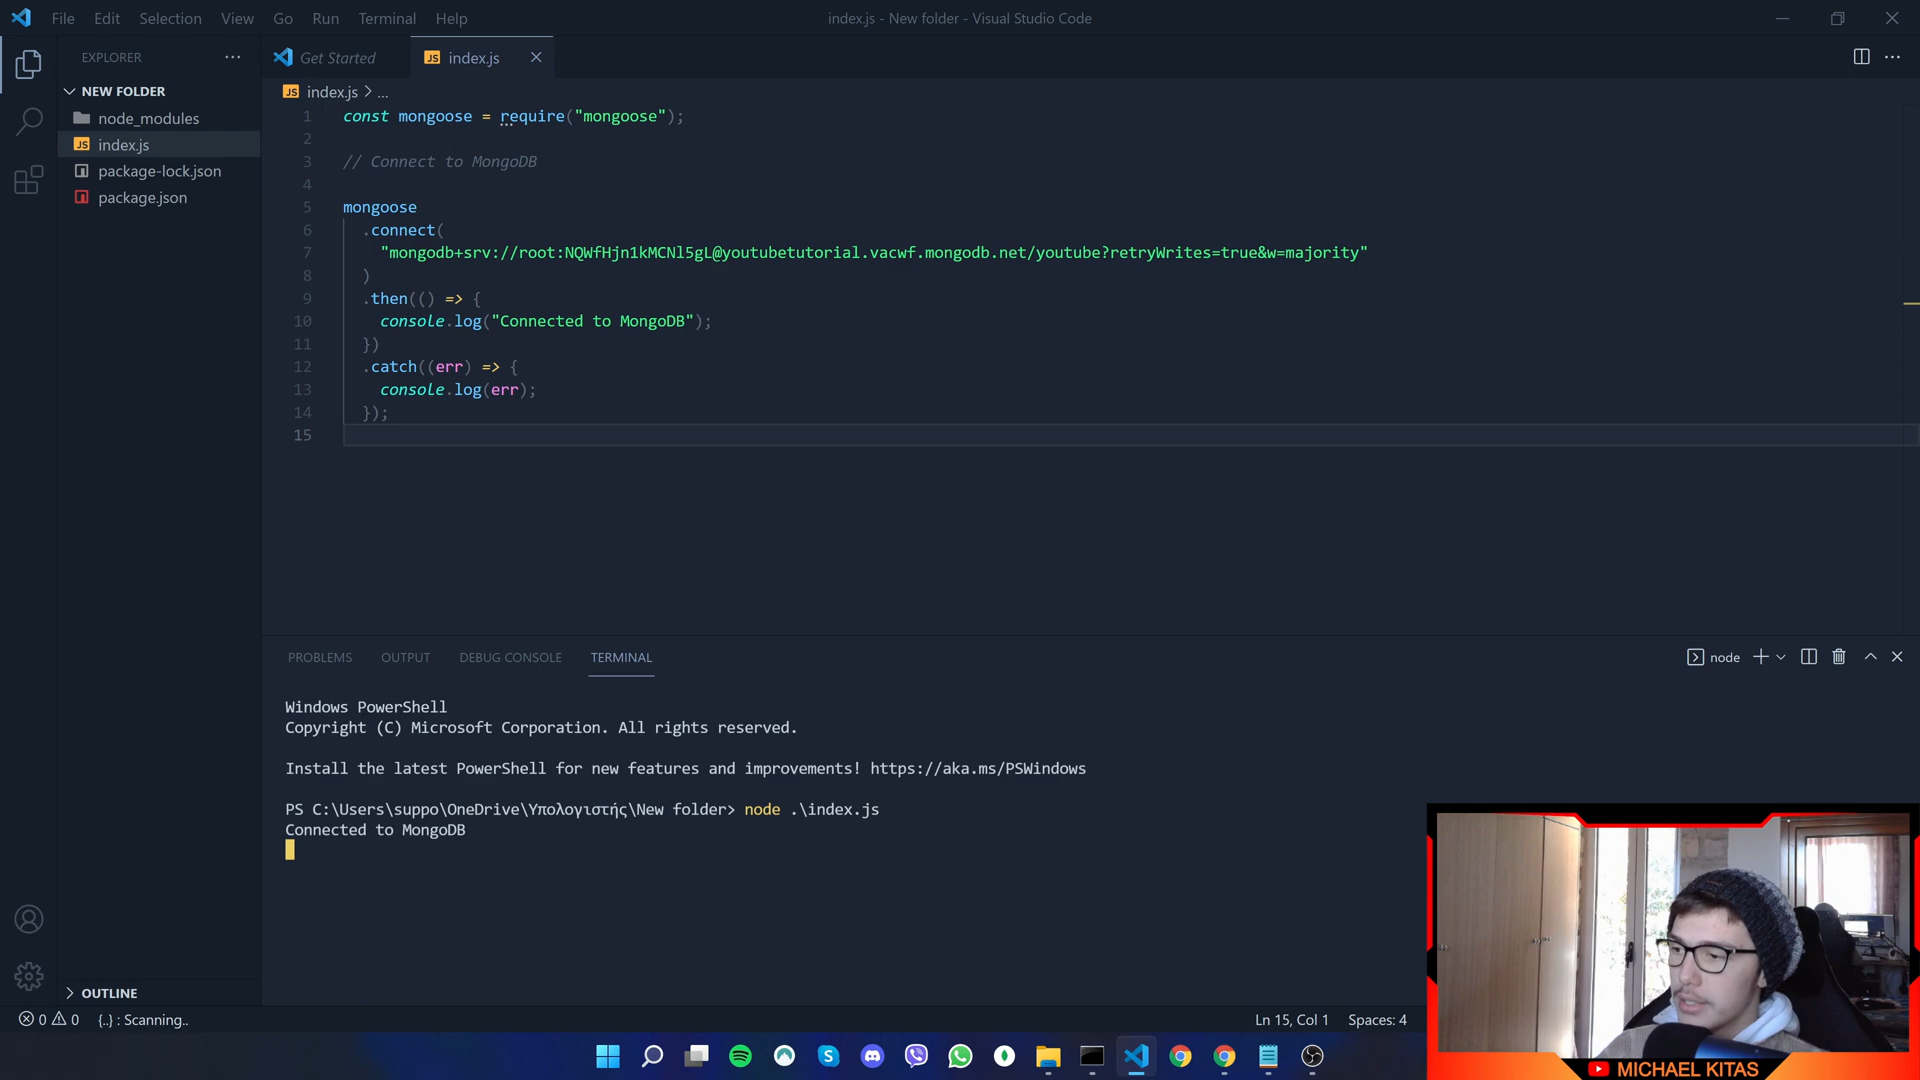 File Edit Selection View Go Run Terminal Help
index.js - New folder - Visual Studio Code
EXPLORER
NEW FOLDER
node_modules
JS index.js
package-lock.json
package.json
OUTLINE
Get Started
JS index.js
JS index.js > ...
1 const mongoose = require("mongoose");
2
3 // Connect to MongoDB
4
5 mongoose
6 .connect(
7 "mongodb+srv://root:NQWfHjn1kMCNl5gL@youtubetutorial.vacwf.mongodb.net/youtube?retryWrites=true&w=majority"
8 )
9 .then(() => {
10 console.log("Connected to MongoDB");
11 })
12 .catch((err) => {
13 console.log(err);
14 });
15
PROBLEMS OUTPUT DEBUG CONSOLE TERMINAL
node
Windows PowerShell
Copyright (C) Microsoft Corporation. All rights reserved.
Install the latest PowerShell for new features and improvements! https://aka.ms/PSWindows
PS C:\Users\suppo\OneDrive\Υπολογιστής\New folder> node .\index.js
Connected to MongoDB
0 0 {..} : Scanning..
Ln 15, Col 1 Spaces: 4
MICHAEL KITAS